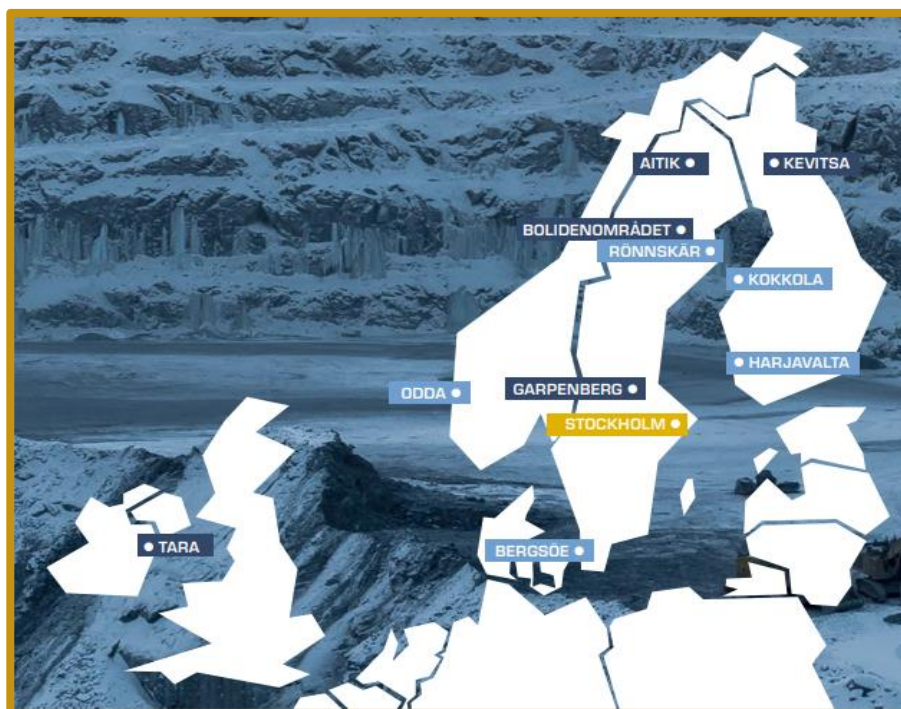 AITIK
KEVITSA
BOLIDENOMRÅDET
RÖNNSKÄR
KOKKOLA
HARJAVALTA
ODDA
GARPENBERG
STOCKHOLM
TARA
BERGSÖE